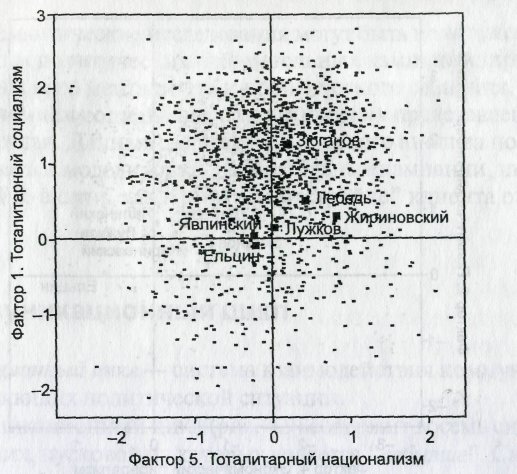 3
2
1
0
−1
−2
Фактор 1. Тоталитарный социализм
Зюганов
Лебедь
Жириновский
Явлинский
Лужков
Ельцин
−2
−1
0
1
2
Фактор 2. Тоталитарный национализм